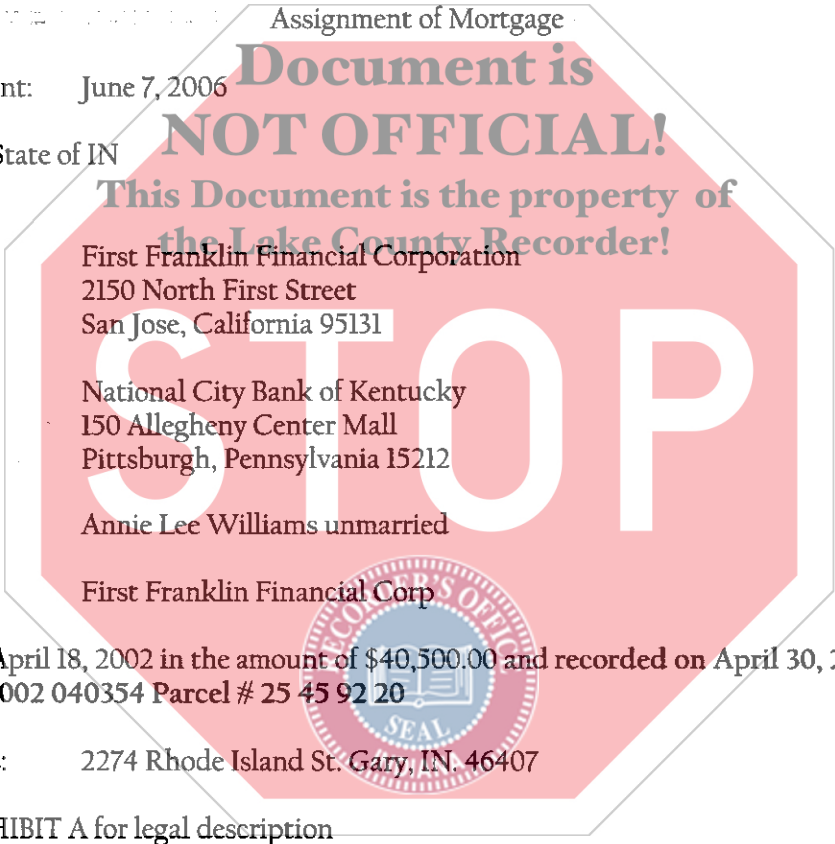 Assignment of Mortgage
Document is
nt: June 7, 2006
NOT OFFICIAL!
State of IN
This Document is the property of
the Lake County Recorder!
First Franklin Financial Corporation
2150 North First Street
San Jose, California 95131
STOP
National City Bank of Kentucky
150 Allegheny Center Mall
Pittsburgh, Pennsylvania 15212
Annie Lee Williams unmarried
First Franklin Financial Corp
RECORDER'S OFFICE
April 18, 2002 in the amount of $40,500.00 and recorded on April 30, 2
002 040354 Parcel # 25 45 92 20
SEAL
INDIANA
: 2274 Rhode Island St. Gary, IN. 46407
HIBIT A for legal description